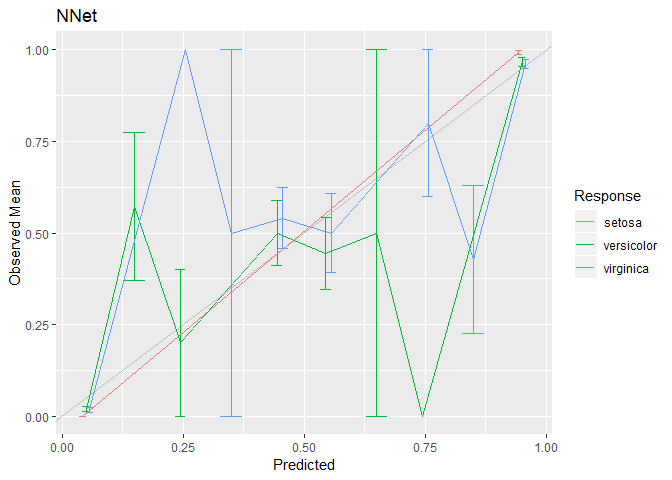 NNet
1.00
0.75
0.50
0.25
0.00
Observed Mean
0.00 0.25 0.50 0.75 1.00
Predicted
Response
setosa
versicolor
virginica